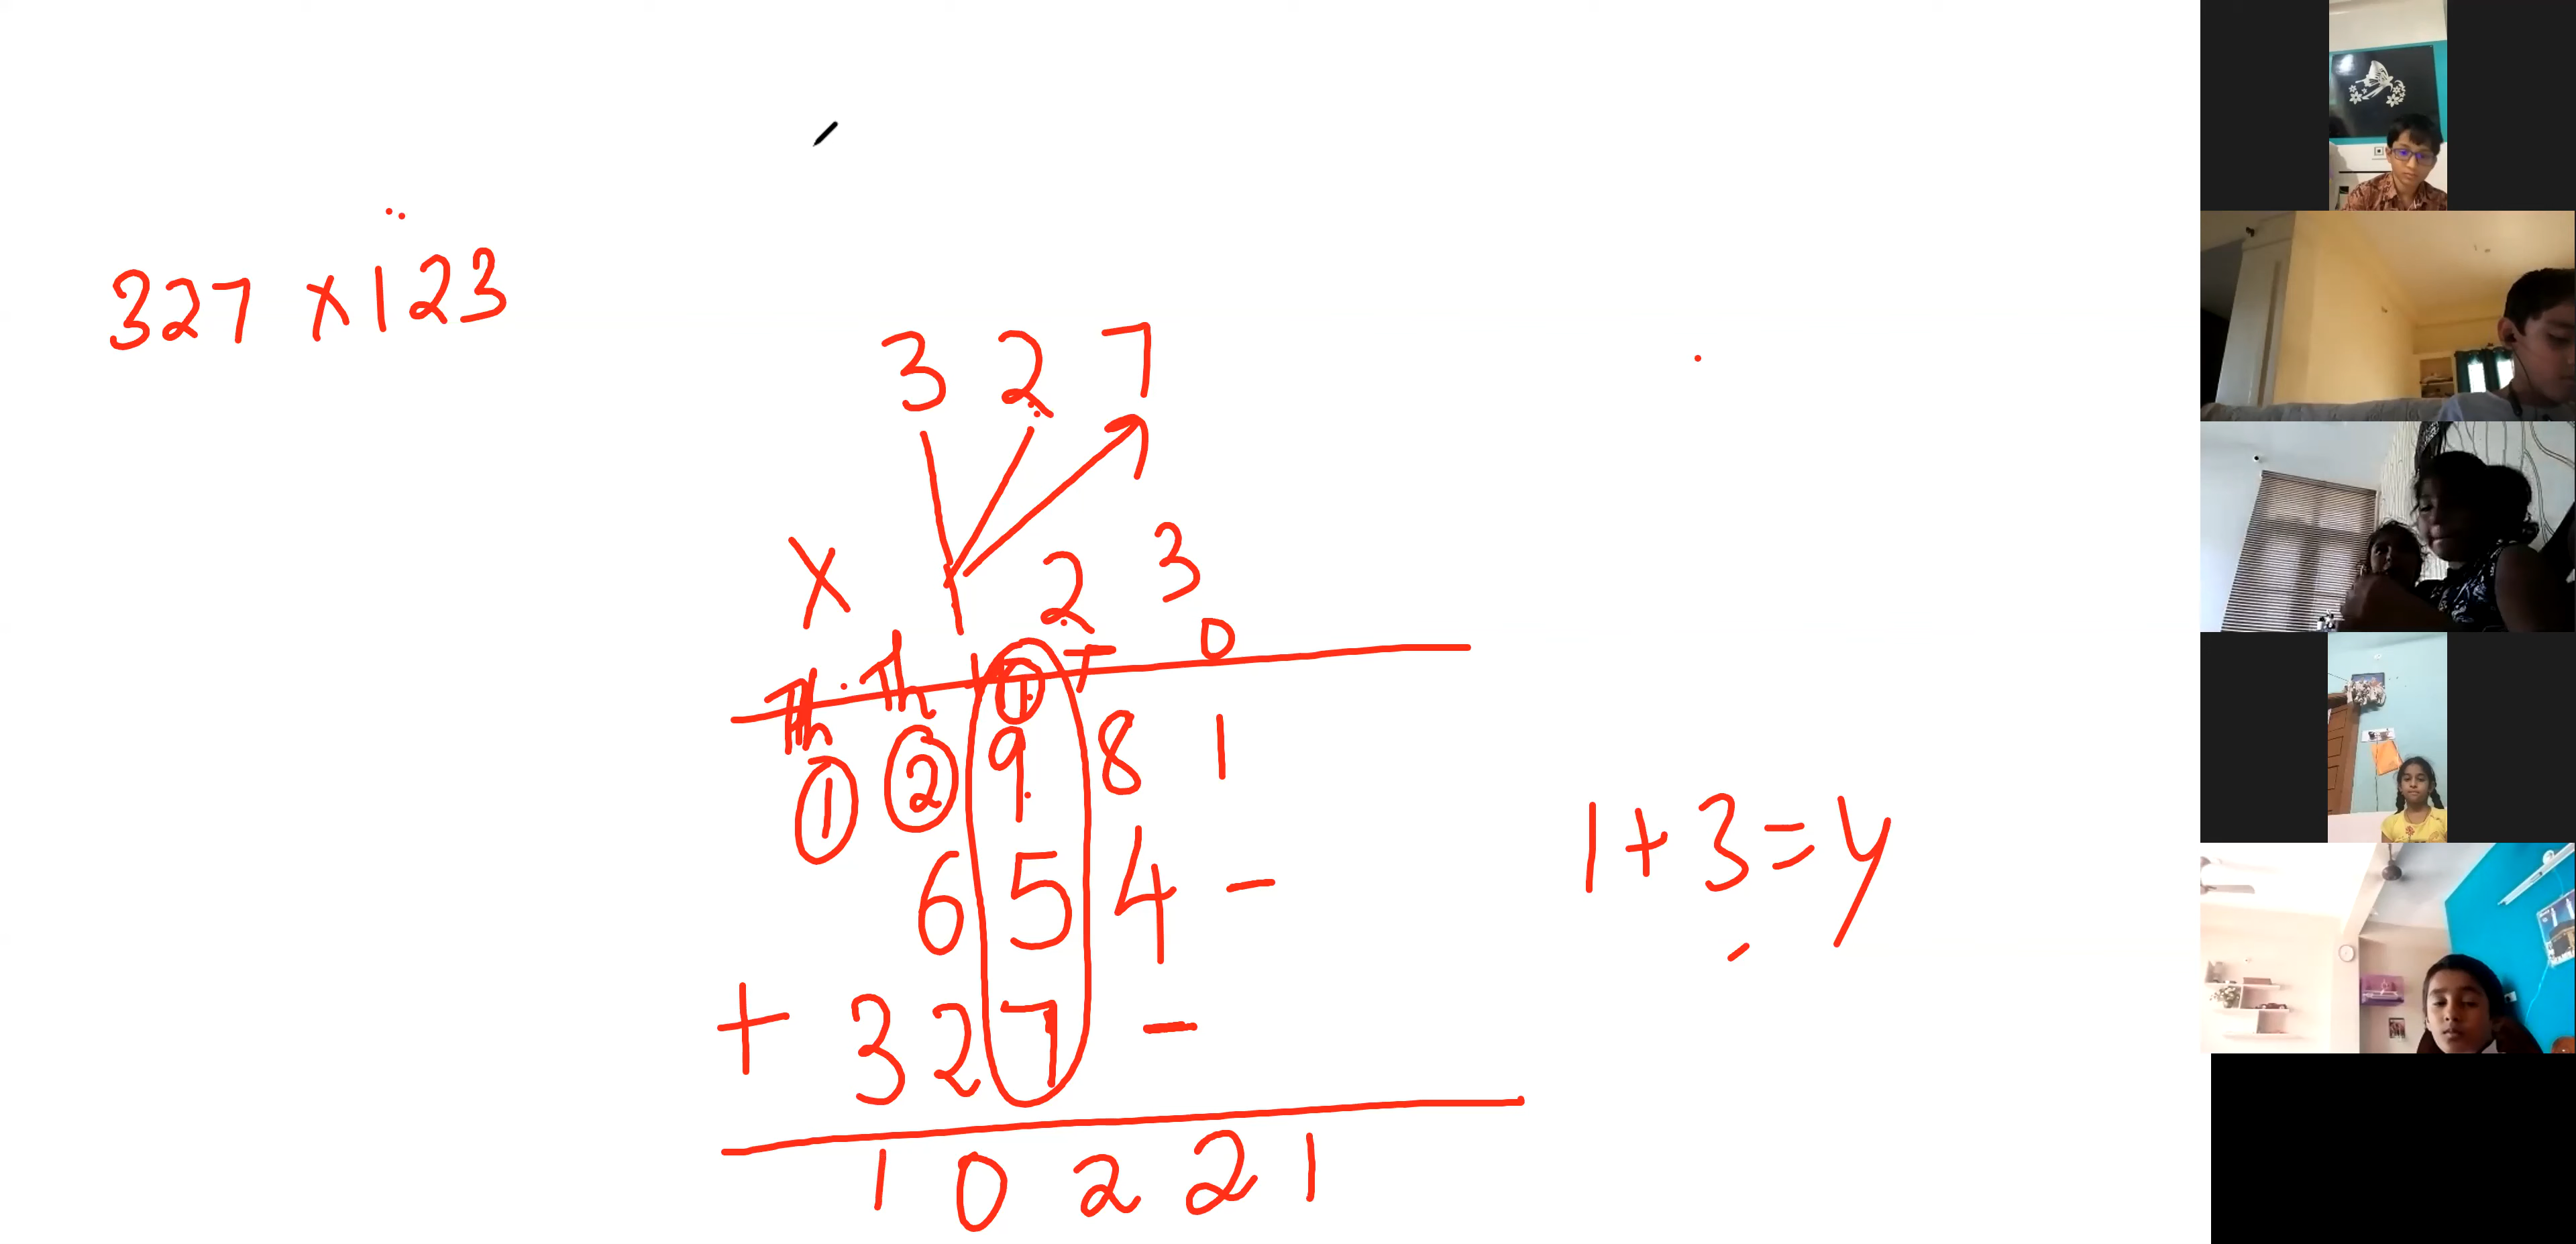 327 x 123
3 2 7
x 1 2 3
T.Th Th H T O
1
1 2 9 8 1
6 5 4 -
1 + 3 = 4
+ 3 2 7 -
1 0 2 2 1